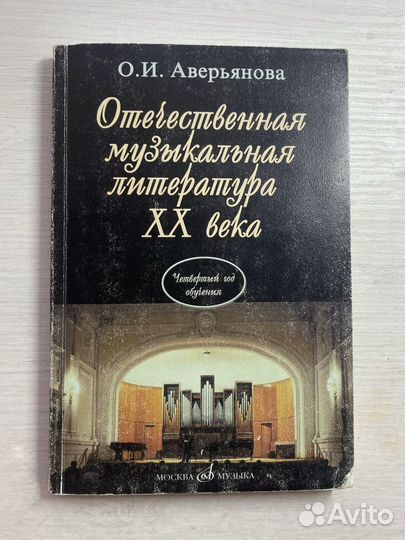 О.И. Аверьянова
Отечественная
музыкальная
литература
XX века
Четвертый год
обучения
МОСКВА МУЗЫКА
Avito